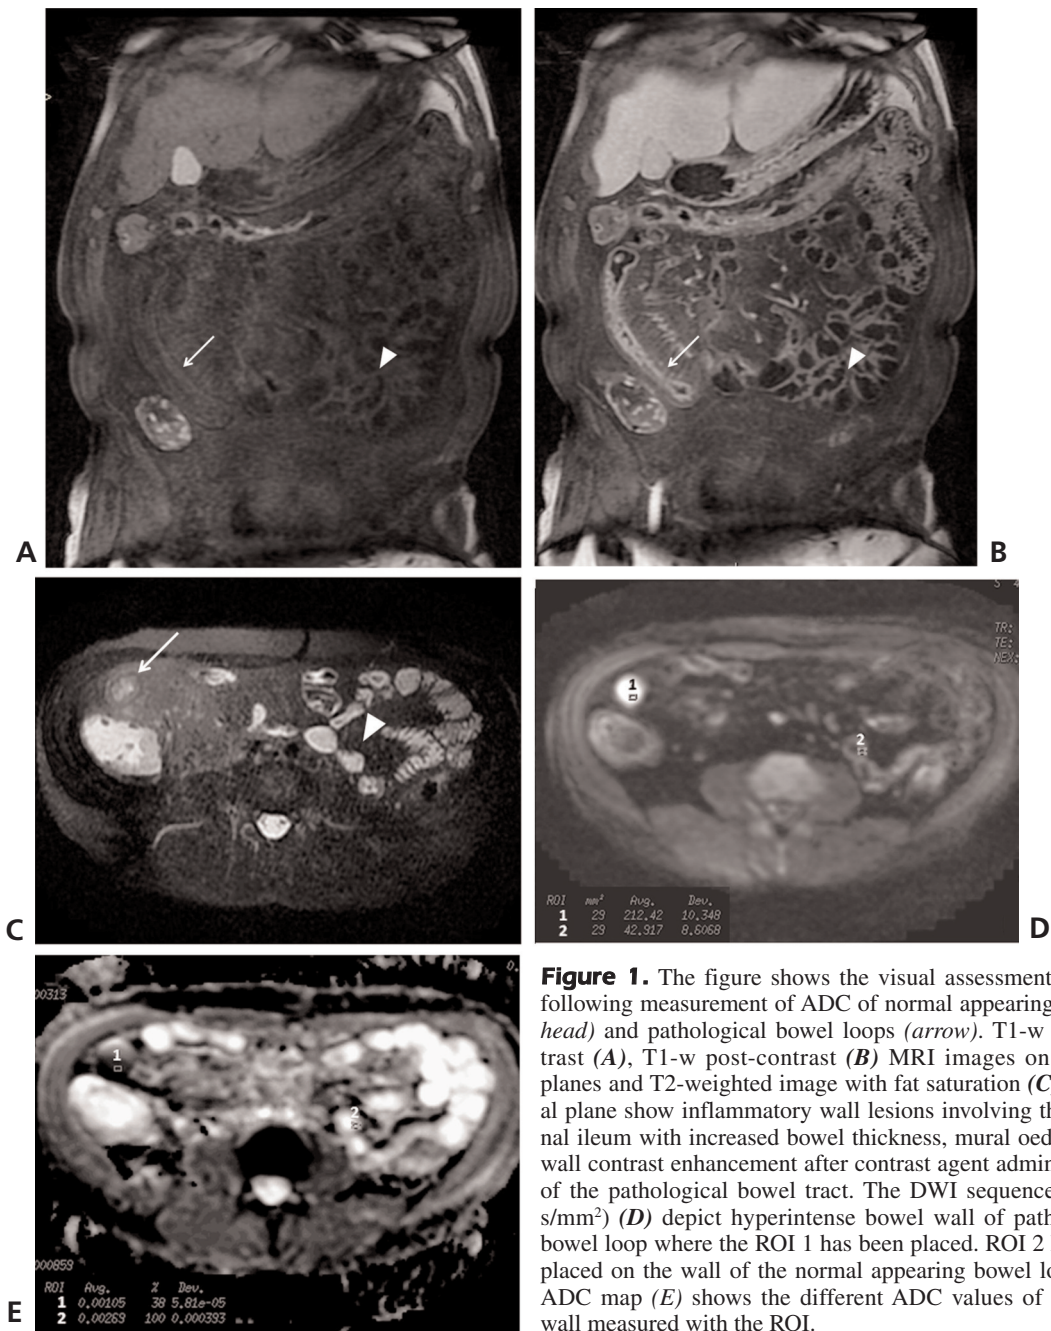 A
B
C
S 4
TR:
TE:
NEX:
1
2
ROI mm² Avg. Dev.
1 29 212.42 10.348
2 29 42.917 8.6068
D
00313
0.
1
2
000859
ROI Avg. % Dev.
1 0.00105 38 5.81e-05
2 0.00269 100 0.000393
E
Figure 1. The figure shows the visual assessment
following measurement of ADC of normal appearing
head) and pathological bowel loops (arrow). T1-w
trast (A), T1-w post-contrast (B) MRI images on
planes and T2-weighted image with fat saturation (C
al plane show inflammatory wall lesions involving th
nal ileum with increased bowel thickness, mural oed
wall contrast enhancement after contrast agent admin
of the pathological bowel tract. The DWI sequence
s/mm²) (D) depict hyperintense bowel wall of path
bowel loop where the ROI 1 has been placed. ROI 2
placed on the wall of the normal appearing bowel lo
ADC map (E) shows the different ADC values of
wall measured with the ROI.